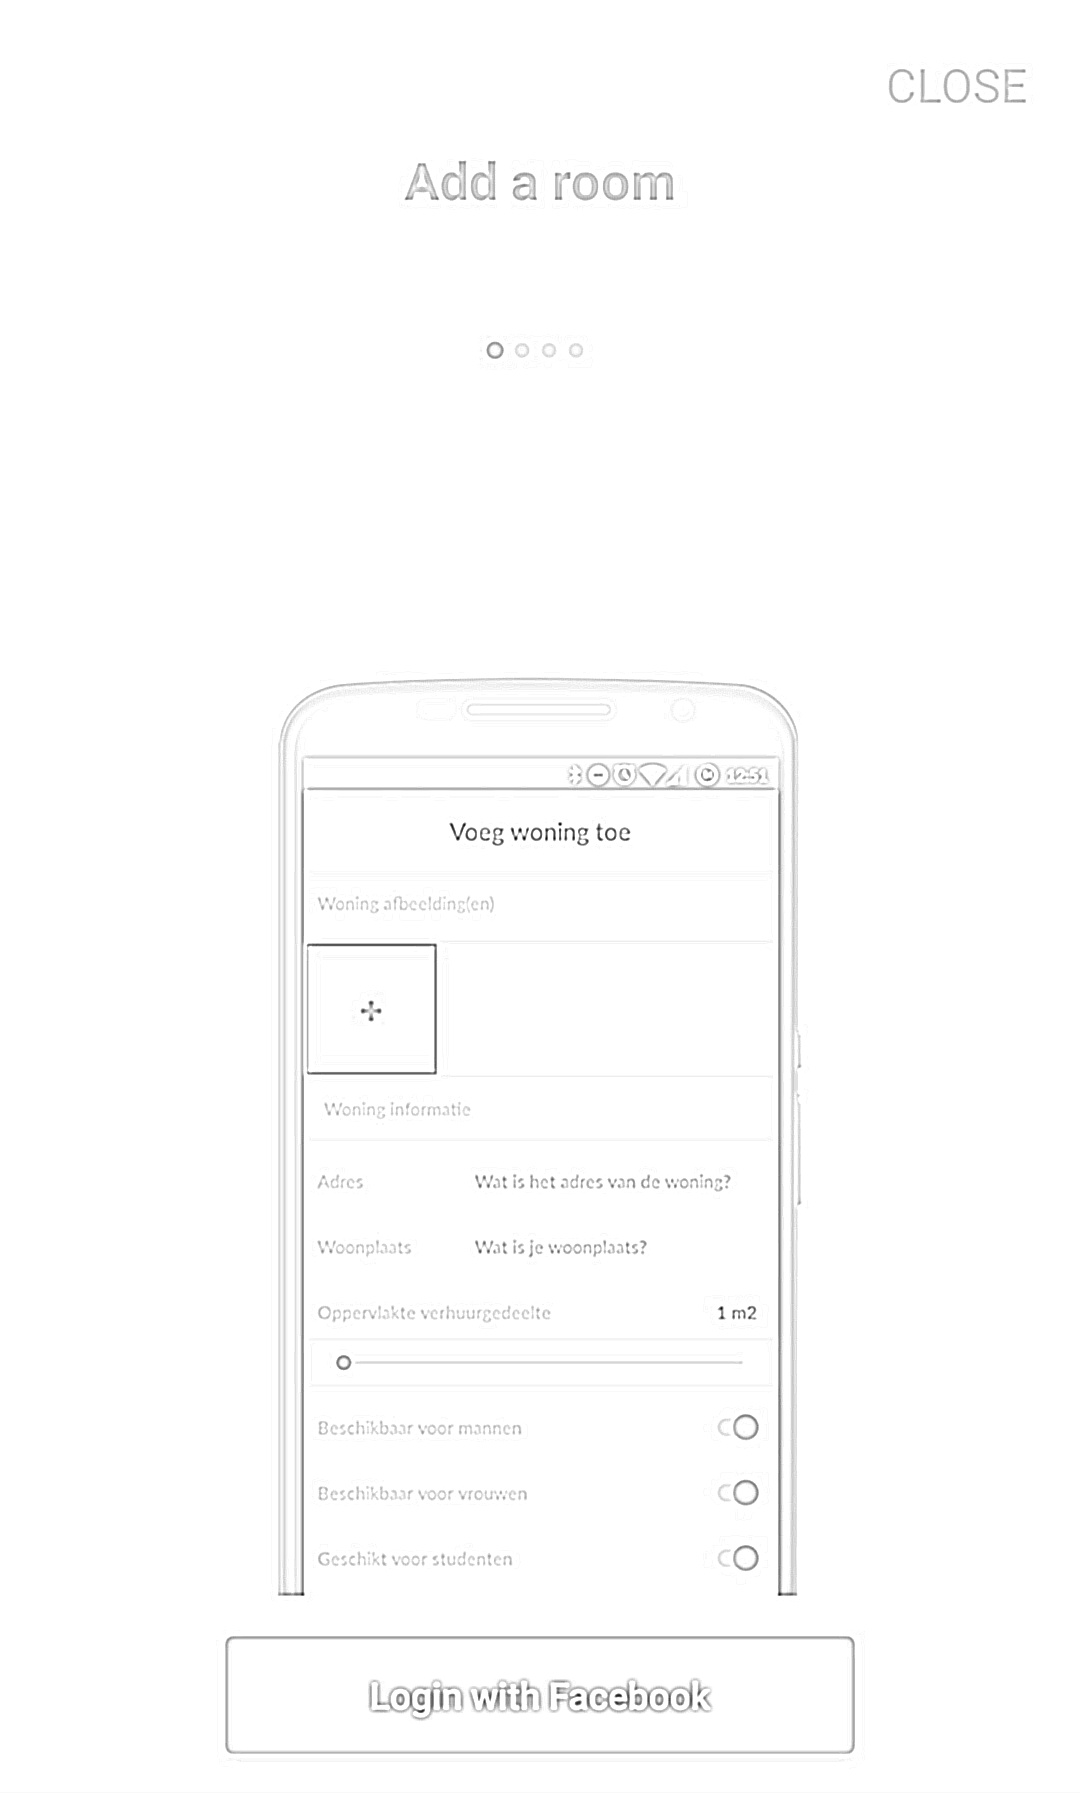 CLOSE
Add a room
12:51
Voeg woning toe
Woning afbeelding(en)
+
Woning informatie
Adres Wat is het adres van de woning?
Woonplaats Wat is je woonplaats?
Oppervlakte verhuurgedeelte 1 m2
Beschikbaar voor mannen
Beschikbaar voor vrouwen
Geschikt voor studenten
Login with Facebook